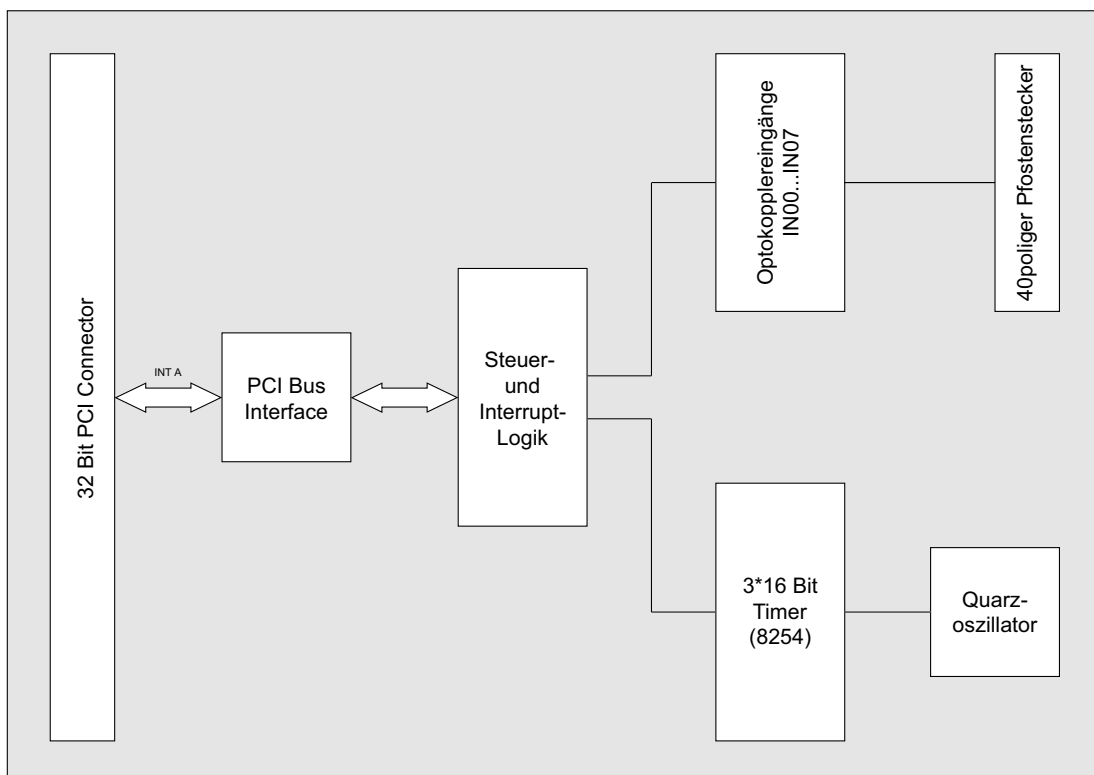 32 Bit PCI Connector
INT A
PCI Bus
Interface
Steuer-
und
Interrupt-
Logik
Optokopplereingänge
IN00...IN07
40poliger Pfostenstecker
3*16 Bit
Timer
(8254)
Quarz-
oszillator